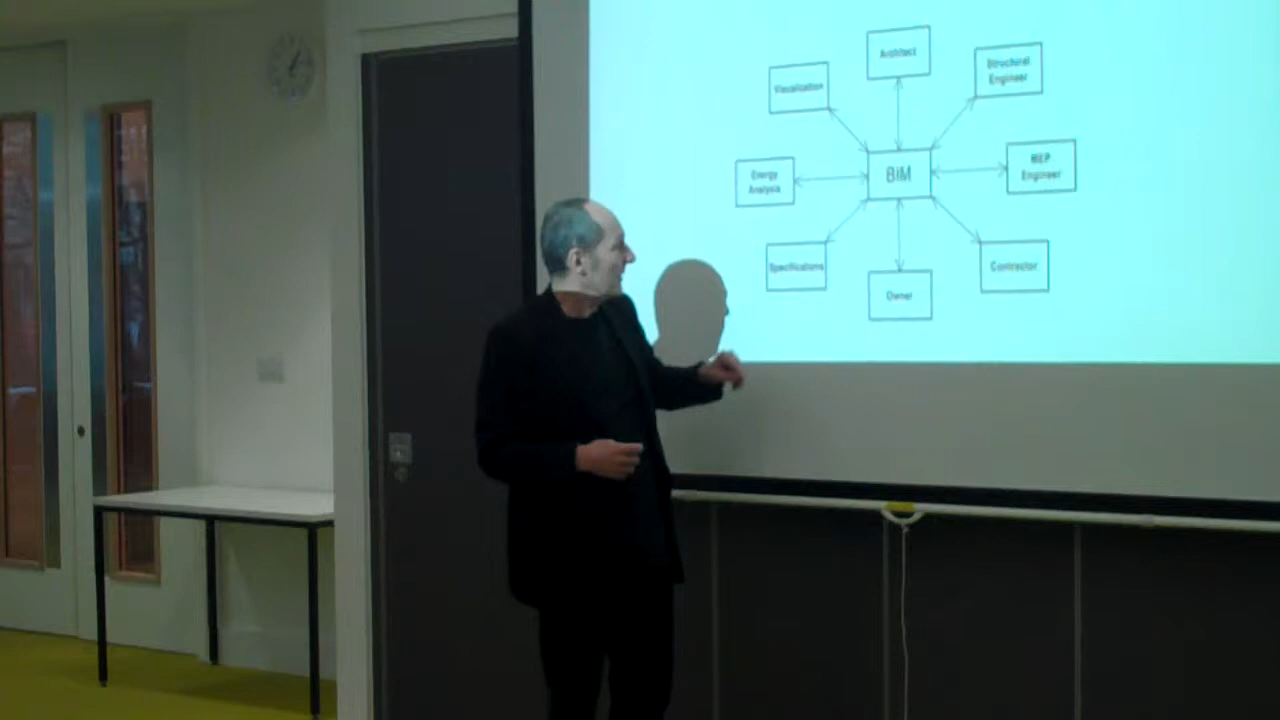 Architect
Visualization
Structural
Engineer
Energy
Analysis
BIM
MEP
Engineer
Specifications
Owner
Contractor